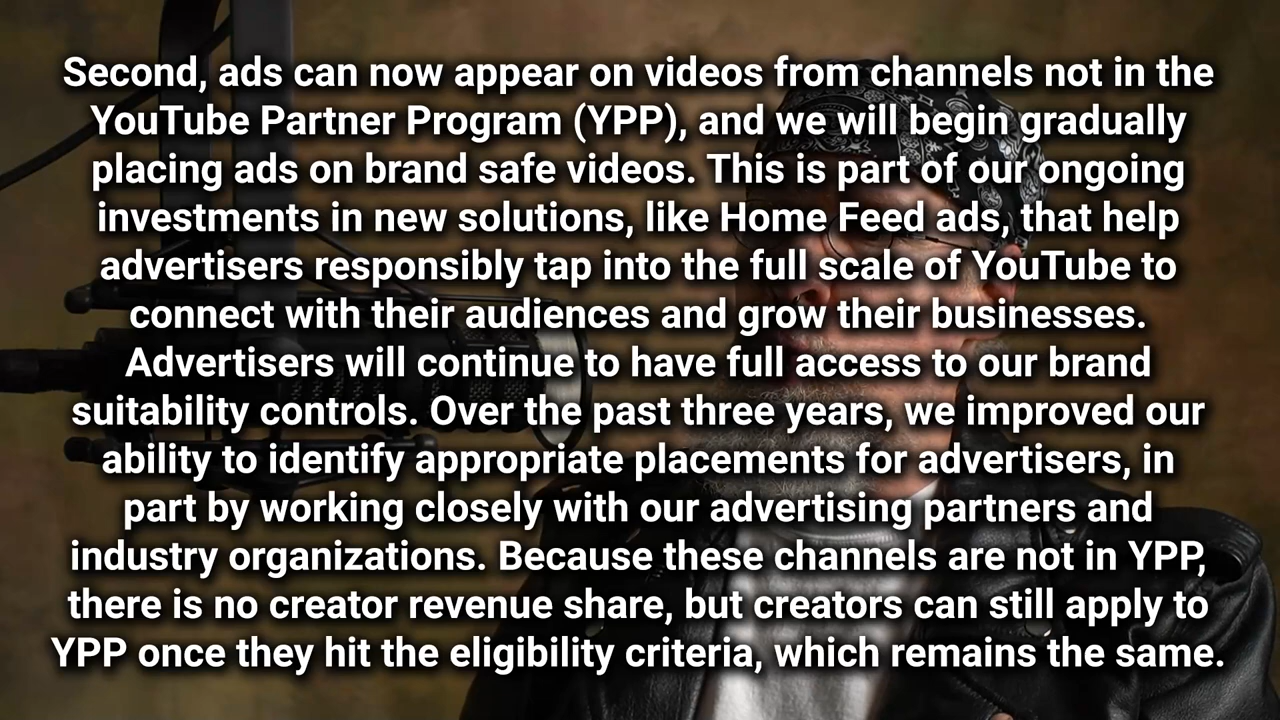 Second, ads can now appear on videos from channels not in the
YouTube Partner Program (YPP), and we will begin gradually
placing ads on brand safe videos. This is part of our ongoing
investments in new solutions, like Home Feed ads, that help
advertisers responsibly tap into the full scale of YouTube to
connect with their audiences and grow their businesses.
Advertisers will continue to have full access to our brand
suitability controls. Over the past three years, we improved our
ability to identify appropriate placements for advertisers, in
part by working closely with our advertising partners and
industry organizations. Because these channels are not in YPP,
there is no creator revenue share, but creators can still apply to
YPP once they hit the eligibility criteria, which remains the same.